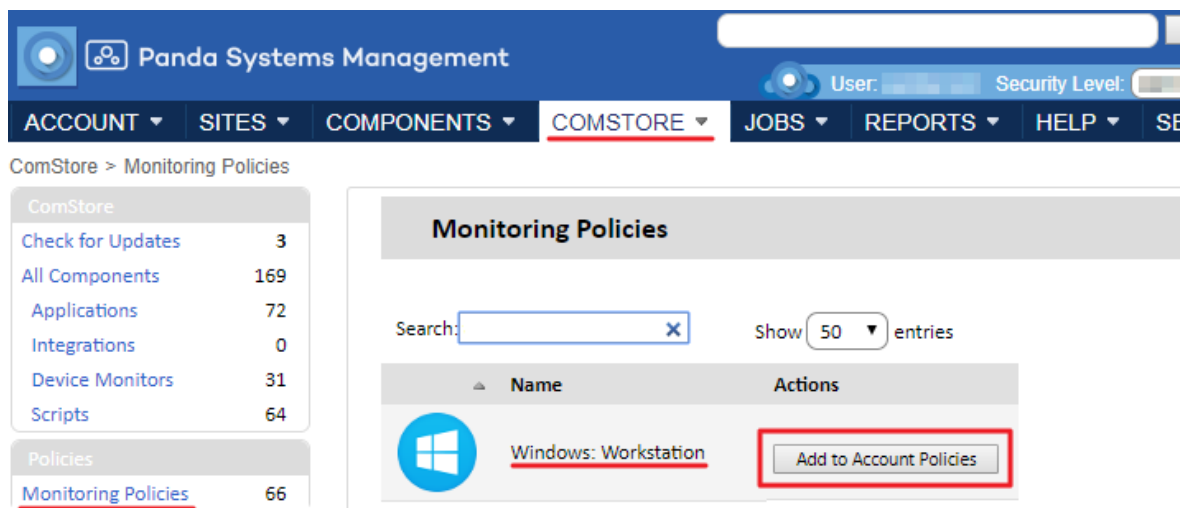 Panda Systems Management
User: Security Level:
ACCOUNT SITES COMPONENTS COMSTORE JOBS REPORTS HELP
ComStore > Monitoring Policies
ComStore
Check for Updates 3
All Components 169
Applications 72
Integrations 0
Device Monitors 31
Scripts 64
Policies
Monitoring Policies 66
Monitoring Policies
Search: Show 50 entries
Name Actions
Windows: Workstation Add to Account Policies